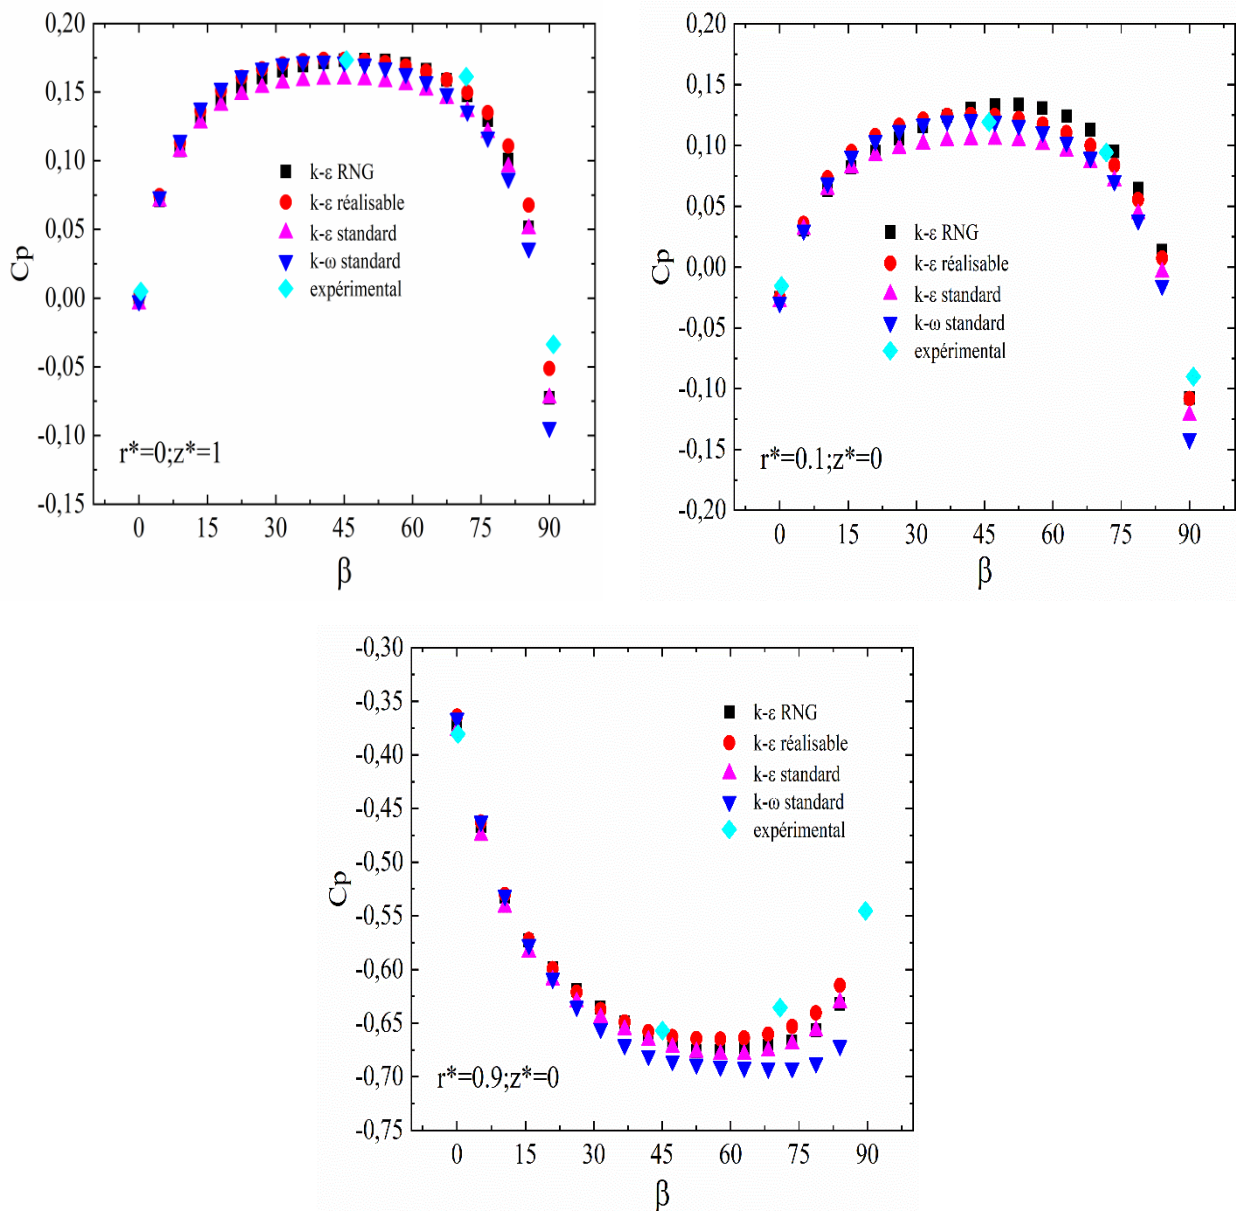 0,20
0,15
0,10
0,05
0,00
-0,05
-0,10
-0,15
Cp
k-ε RNG
k-ε réalisable
k-ε standard
k-ω standard
expérimental
r*=0;z*=1
0 15 30 45 60 75 90
β
0,20
0,15
0,10
0,05
0,00
-0,05
-0,10
-0,15
-0,20
Cp
k-ε RNG
k-ε réalisable
k-ε standard
k-ω standard
expérimental
r*=0.1;z*=0
0 15 30 45 60 75 90
β
-0,30
-0,35
-0,40
-0,45
-0,50
-0,55
-0,60
-0,65
-0,70
-0,75
Cp
k-ε RNG
k-ε réalisable
k-ε standard
k-ω standard
expérimental
r*=0.9;z*=0
0 15 30 45 60 75 90
β